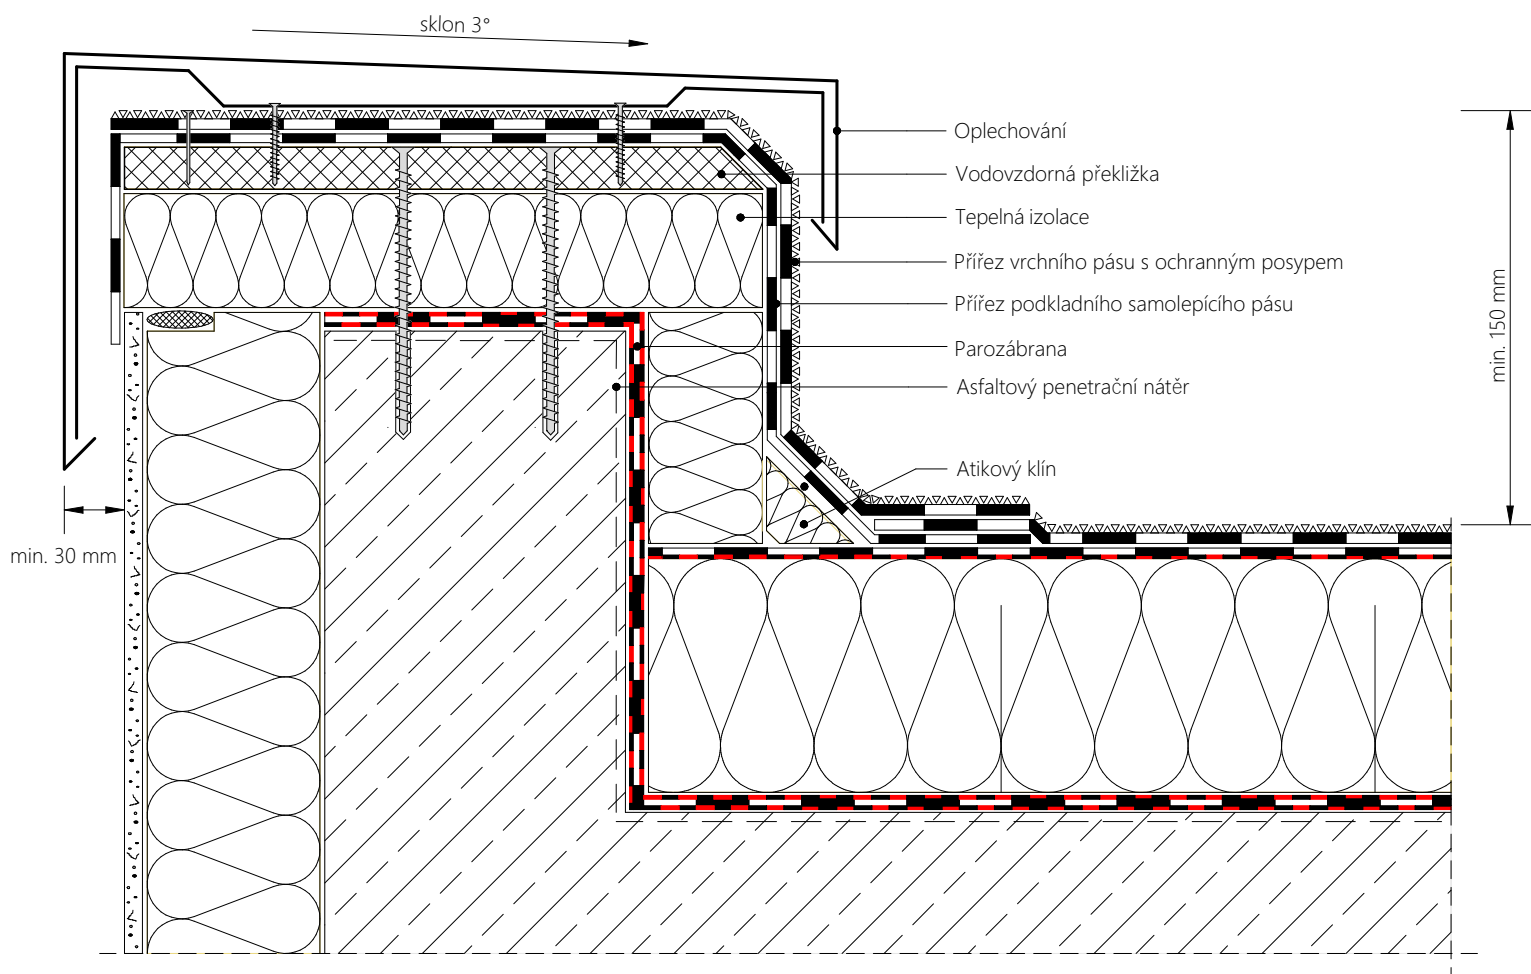 sklon 3°
Oplechování
Vodovzdorná překližka
Tepelná izolace
Přířez vrchního pásu s ochranným posypem
Přířez podkladního samolepícího pásu
Parozábrana
Asfaltový penetrační nátěr
Atikový klín
min. 150 mm
min. 30 mm